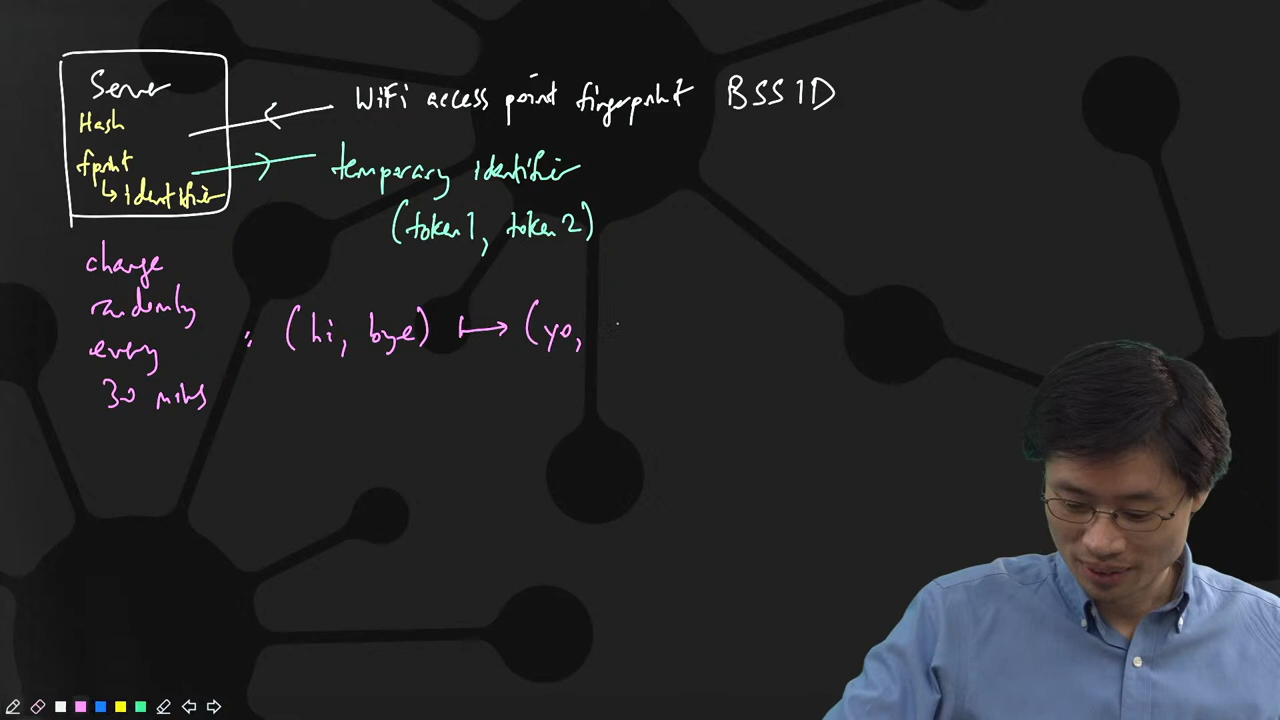 Server
WiFi access point fingerprint BSSID
Hash
fprint
↳ identifier
temporary identifier
(token1, token2)
change
randomly
every
30 mins
: (hi, bye) ↦ (yo,